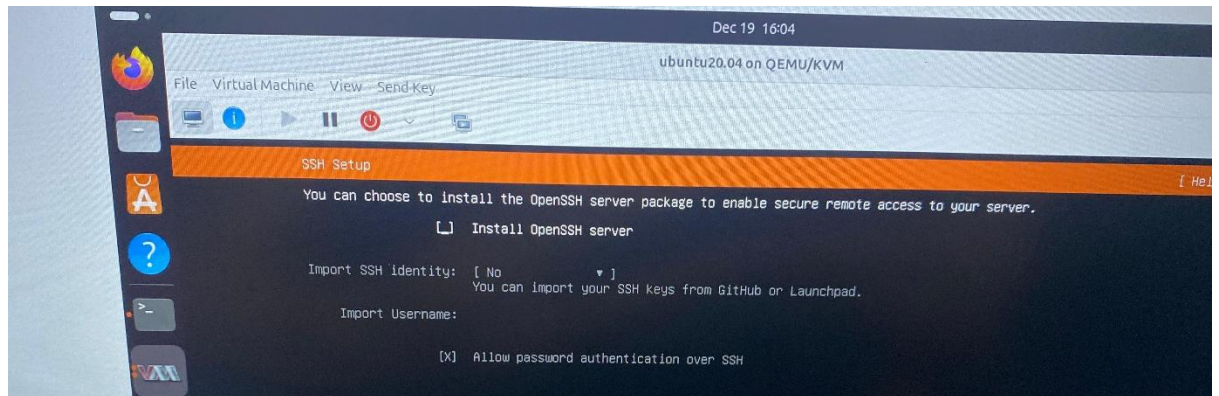 Dec 19 16:04
ubuntu20.04 on QEMU/KVM
File Virtual Machine View Send Key
SSH Setup
You can choose to install the OpenSSH server package to enable secure remote access to your server.
[_] Install OpenSSH server
Import SSH identity: [ No ▾ ]
You can import your SSH keys from GitHub or Launchpad.
Import Username:
[X] Allow password authentication over SSH